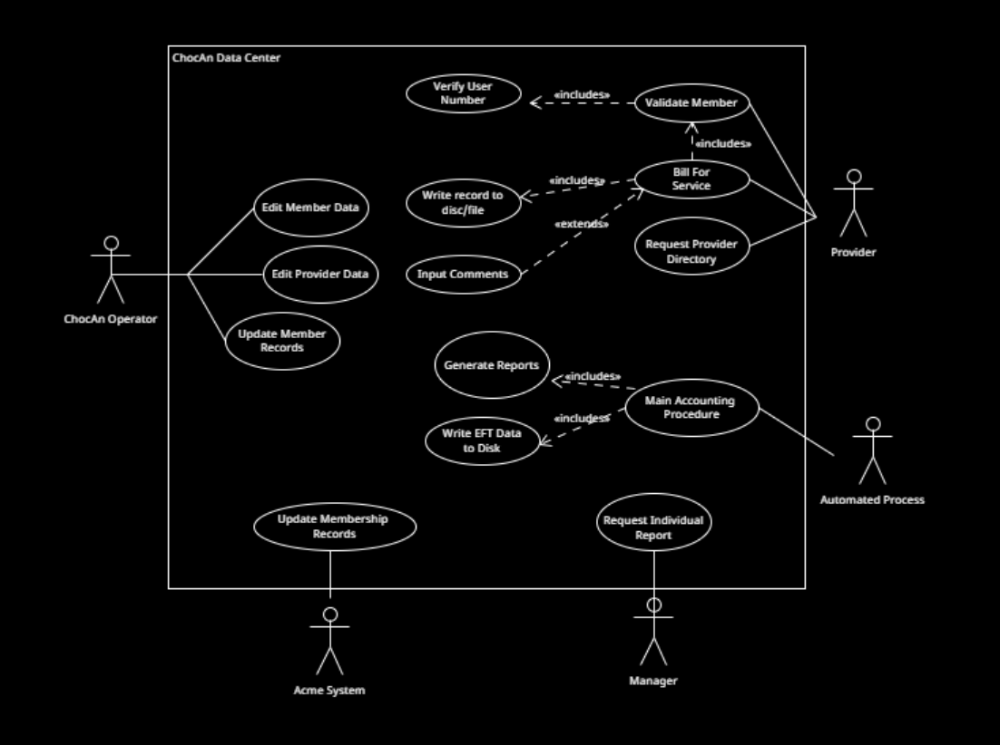 ChocAn Data Center
Verify User
Number
«includes»
Validate Member
«includes»
Bill For
Service
«includes»
Write record to
disc/file
Edit Member Data
«extends»
Request Provider
Directory
Provider
Edit Provider Data
Input Comments
ChocAn Operator
Update Member
Records
Generate Reports
«includes»
Main Accounting
Procedure
«includes»
Write EFT Data
to Disk
Automated Process
Update Membership
Records
Request Individual
Report
Manager
Acme System